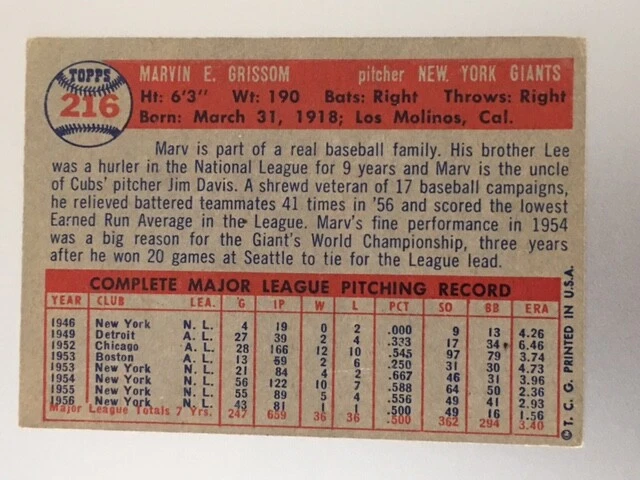 TOPPS
216
MARVIN E. GRISSOM pitcher NEW YORK GIANTS
Ht: 6'3" Wt: 190 Bats: Right Throws: Right
Born: March 31, 1918; Los Molinos, Cal.
Marv is part of a real baseball family. His brother Lee
was a hurler in the National League for 9 years and Marv is the uncle
of Cubs' pitcher Jim Davis. A shrewd veteran of 17 baseball campaigns,
he relieved battered teammates 41 times in '56 and scored the lowest
Earned Run Average in the League. Marv's fine performance in 1954
was a big reason for the Giant's World Championship, three years
after he won 20 games at Seattle to tie for the League lead.
COMPLETE MAJOR LEAGUE PITCHING RECORD
YEAR CLUB LEA. G IP W L PCT SO BB ERA
1946 New York N. L. 4 19 0 2 .000 9 13 4.26
1949 Detroit A. L. 27 39 2 4 .333 17 34 6.46
1952 Chicago A. L. 28 166 12 10 .545 97 79 3.74
1953 Boston A. L. 13 59 2 6 .250 31 30 4.73
1953 New York N. L. 21 84 4 2 .667 46 31 3.96
1954 New York N. L. 56 122 10 7 .588 64 50 2.36
1955 New York N. L. 55 89 5 4 .556 49 41 2.93
1956 New York N. L. 43 81 1 1 .500 49 16 1.56
Major League Totals 7 Yrs. 247 659 36 36 .500 362 294 3.40
© T. C. G. PRINTED IN U.S.A.